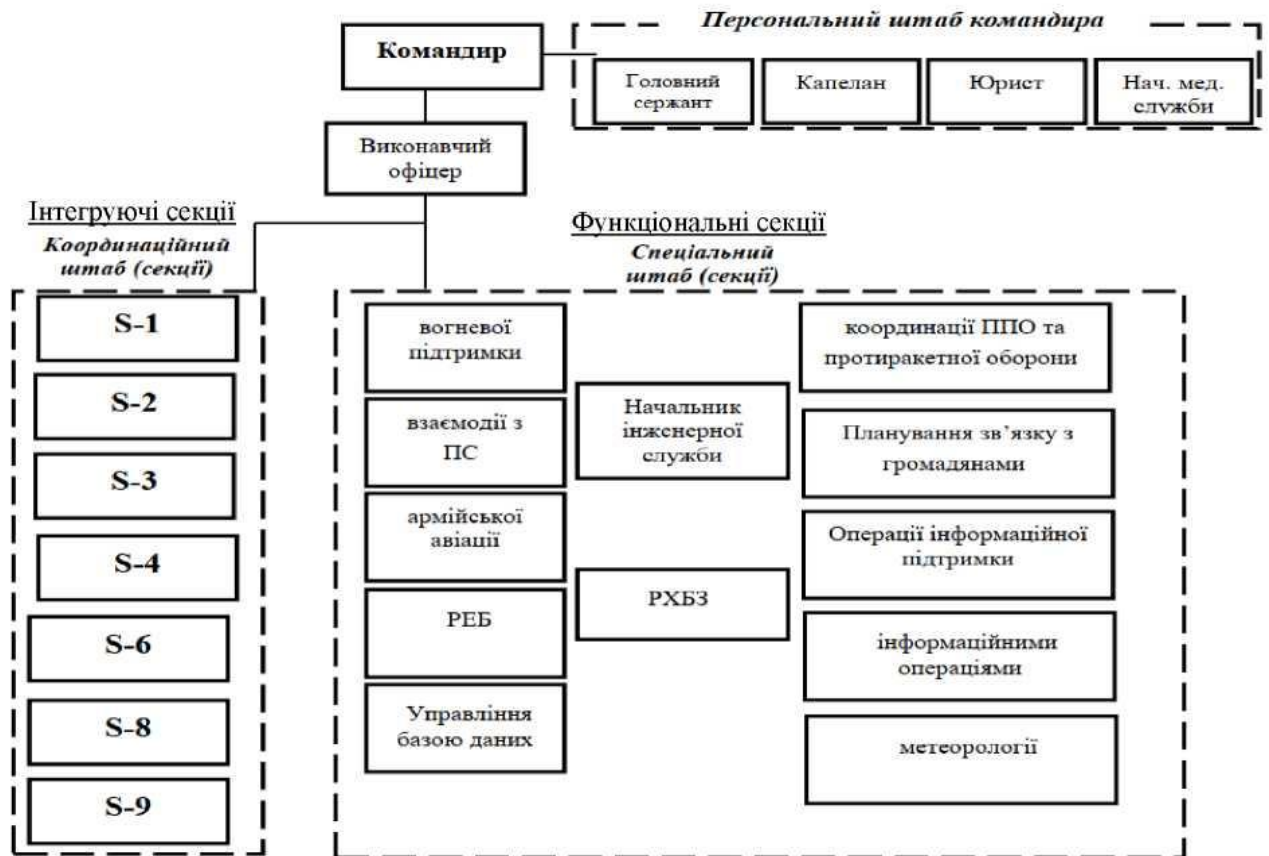 Персональний штаб командира
Командир
Головний
сержант
Капелан
Юрист
Нач. мед.
служби
Виконавчий
офіцер
Інтегруючі секції
Координаційний
штаб (секції)
S-1
S-2
S-3
S-4
S-6
S-8
S-9
Функціональні секції
Спеціальний
штаб (секції)
вогневої
підтримки
взаємодії з
ПС
армійської
авіації
РЕБ
Управління
базою даних
Начальник
інженерної
служби
РХБЗ
координації ППО та
протиракетної оборони
Планування зв’язку з
громадянами
Операції інформаційної
підтримки
інформаційними
операціями
метеорології